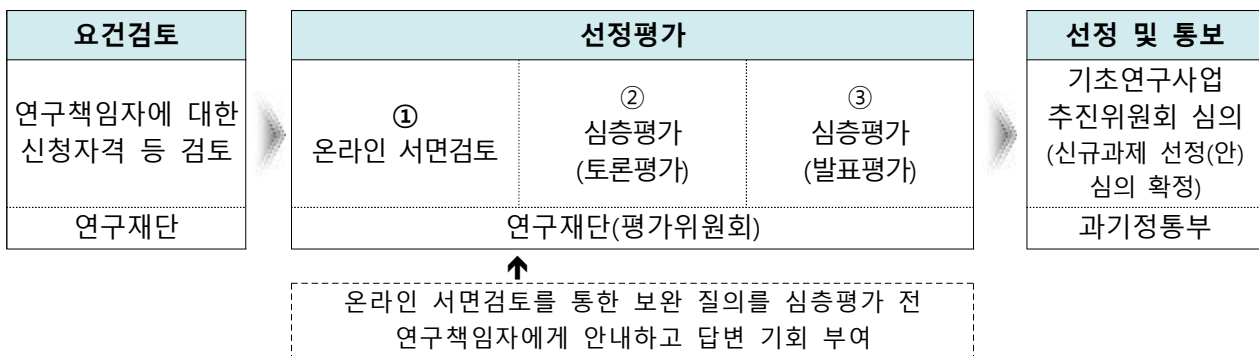 요건검토
연구책임자에 대한
신청자격 등 검토
연구재단
선정평가
①
온라인 서면검토
②
심층평가
(토론평가)
③
심층평가
(발표평가)
연구재단(평가위원회)
온라인 서면검토를 통한 보완 질의를 심층평가 전
연구책임자에게 안내하고 답변 기회 부여
선정 및 통보
기초연구사업
추진위원회 심의
(신규과제 선정(안)
심의 확정)
과기정통부